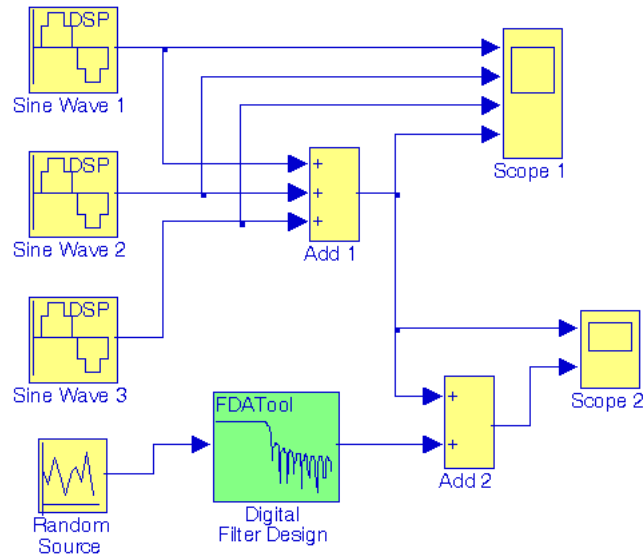 DSP
Sine Wave 1
DSP
Sine Wave 2
DSP
Sine Wave 3
Random
Source
FDATool
Digital
Filter Design
+
+
+
Add 1
+
+
Add 2
Scope 1
Scope 2